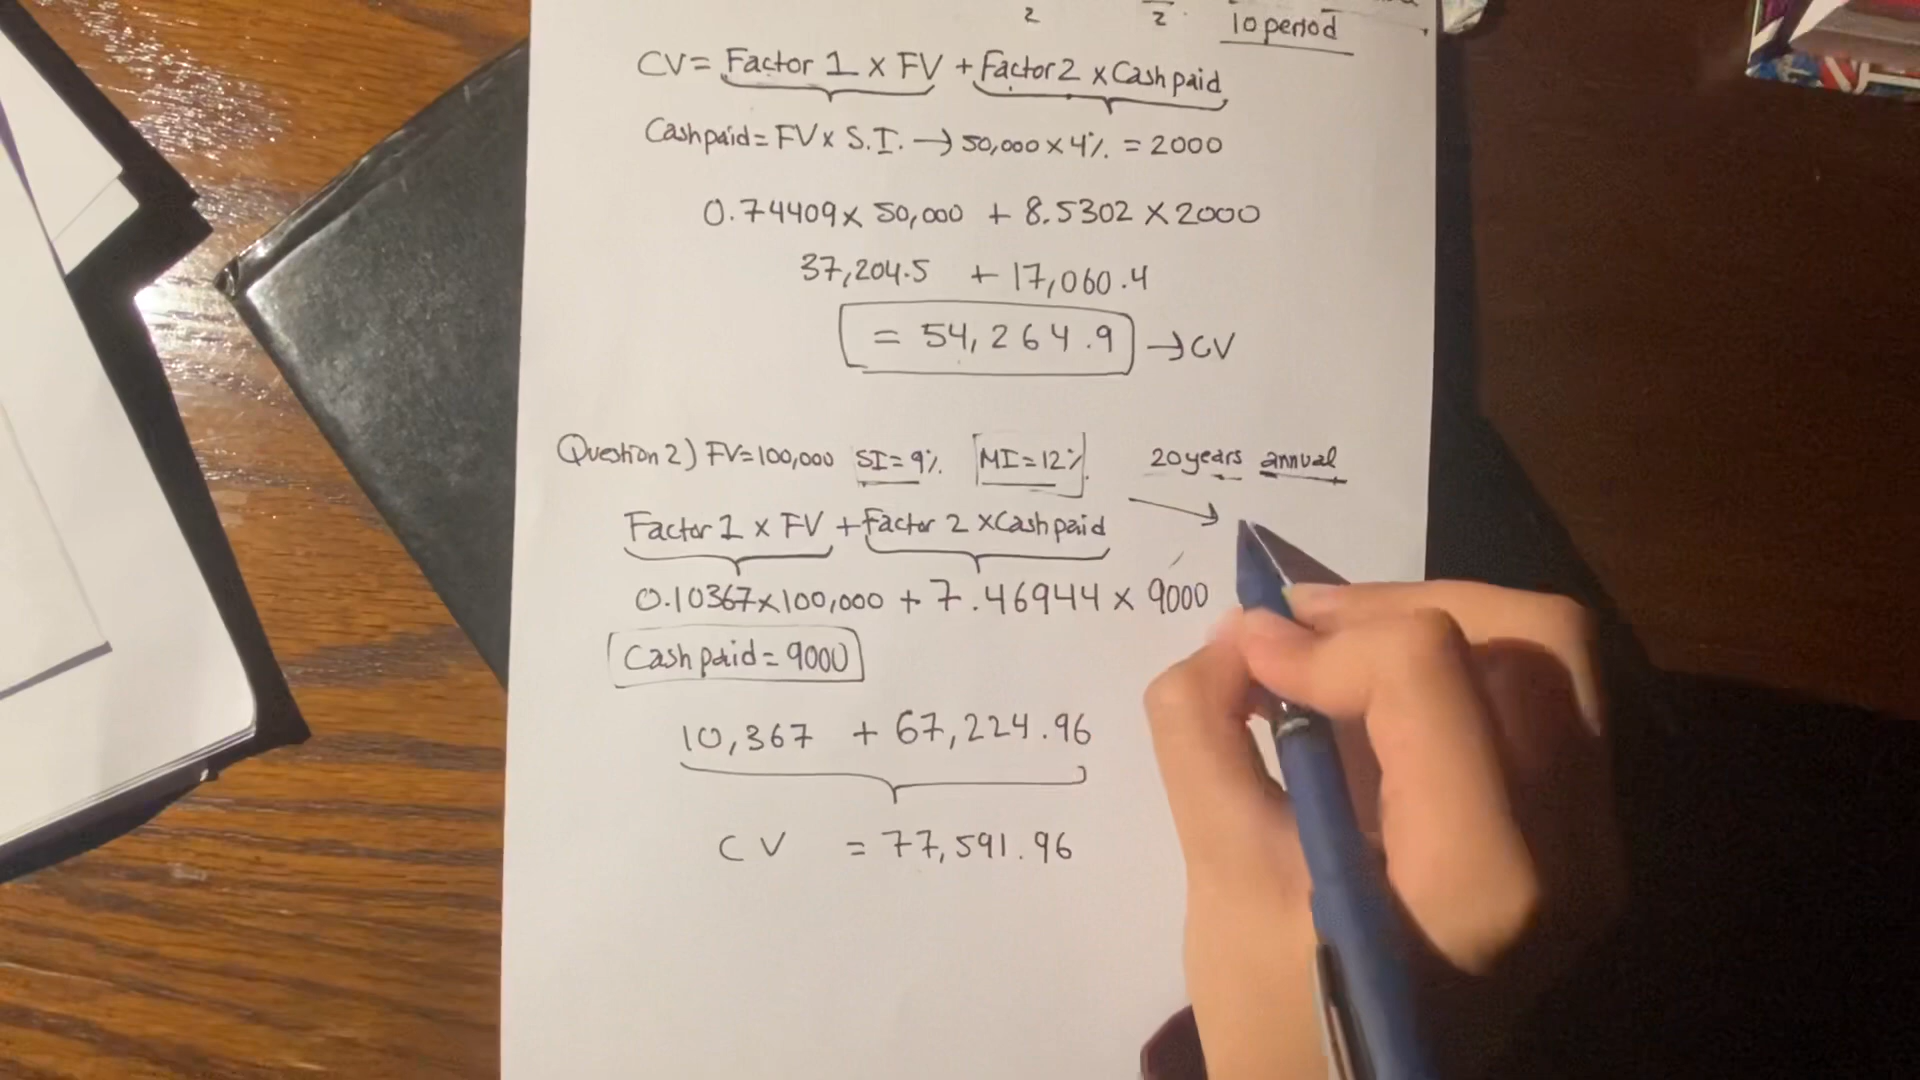 2 2. 10 period
CV= Factor 1 x FV + Factor 2 x Cash paid
Cash paid = FV x S.I. → 50,000 x 4% = 2000
0.74409 x 50,000 + 8.5302 x 2000
37,204.5 + 17,060.4
= 54,264.9 → CV
Question 2) FV=100,000 SI=9% MI=12% 20 years annual
Factor 1 x FV + Factor 2 x Cash paid
0.10367 x 100,000 + 7.46944 x 9000
Cash paid = 9000
10,367 + 67,224.96
CV = 77,591.96